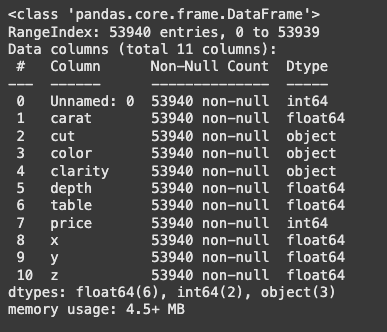 <class 'pandas.core.frame.DataFrame'>
RangeIndex: 53940 entries, 0 to 53939
Data columns (total 11 columns):
 #   Column      Non-Null Count  Dtype
---  ------      --------------  -----
 0   Unnamed: 0  53940 non-null  int64
 1   carat       53940 non-null  float64
 2   cut         53940 non-null  object
 3   color       53940 non-null  object
 4   clarity     53940 non-null  object
 5   depth       53940 non-null  float64
 6   table       53940 non-null  float64
 7   price       53940 non-null  int64
 8   x           53940 non-null  float64
 9   y           53940 non-null  float64
 10  z           53940 non-null  float64
dtypes: float64(6), int64(2), object(3)
memory usage: 4.5+ MB